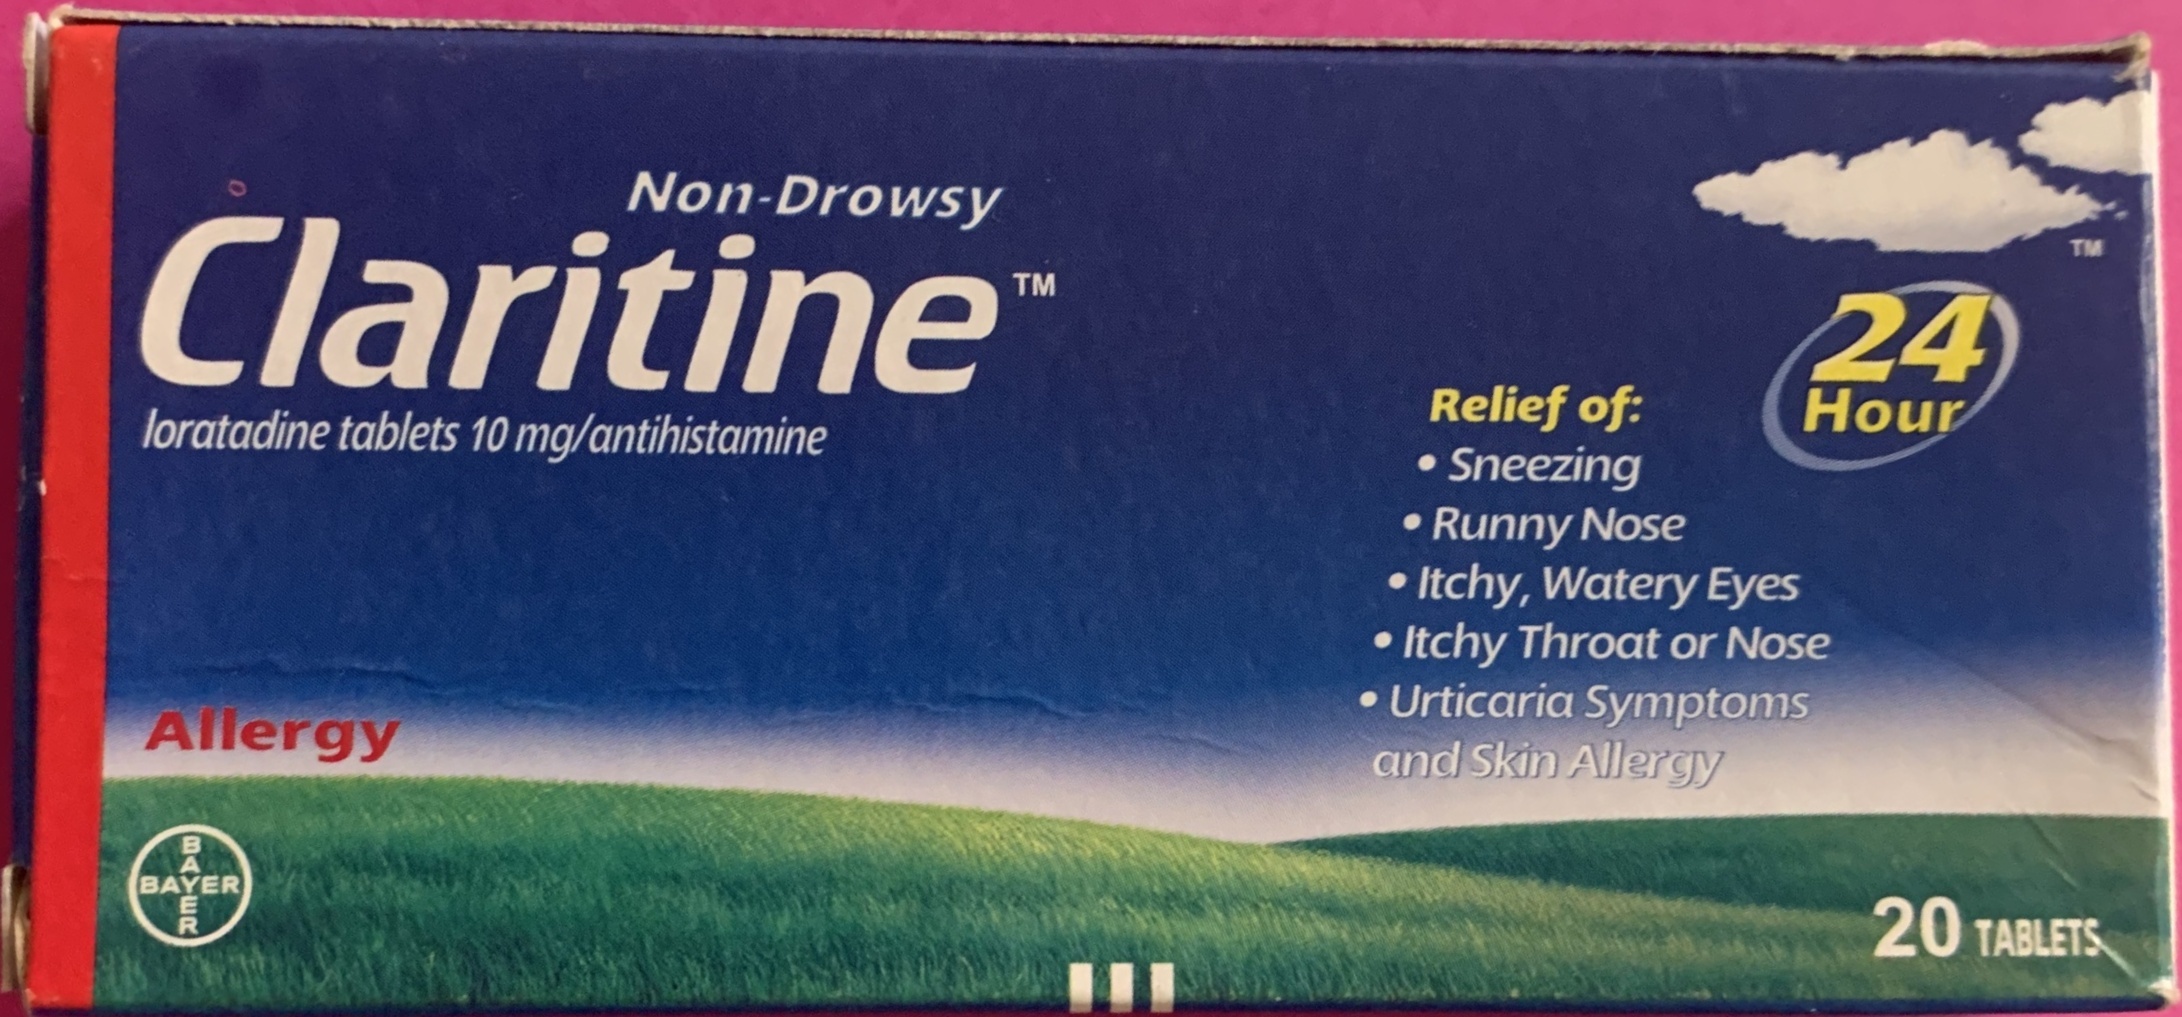 Non-Drowsy
Claritine™
loratadine tablets 10 mg/antihistamine
TM
24
Hour
Relief of:
• Sneezing
• Runny Nose
• Itchy, Watery Eyes
• Itchy Throat or Nose
• Urticaria Symptoms
and Skin Allergy
Allergy
BAYER
BAYER
20 TABLETS